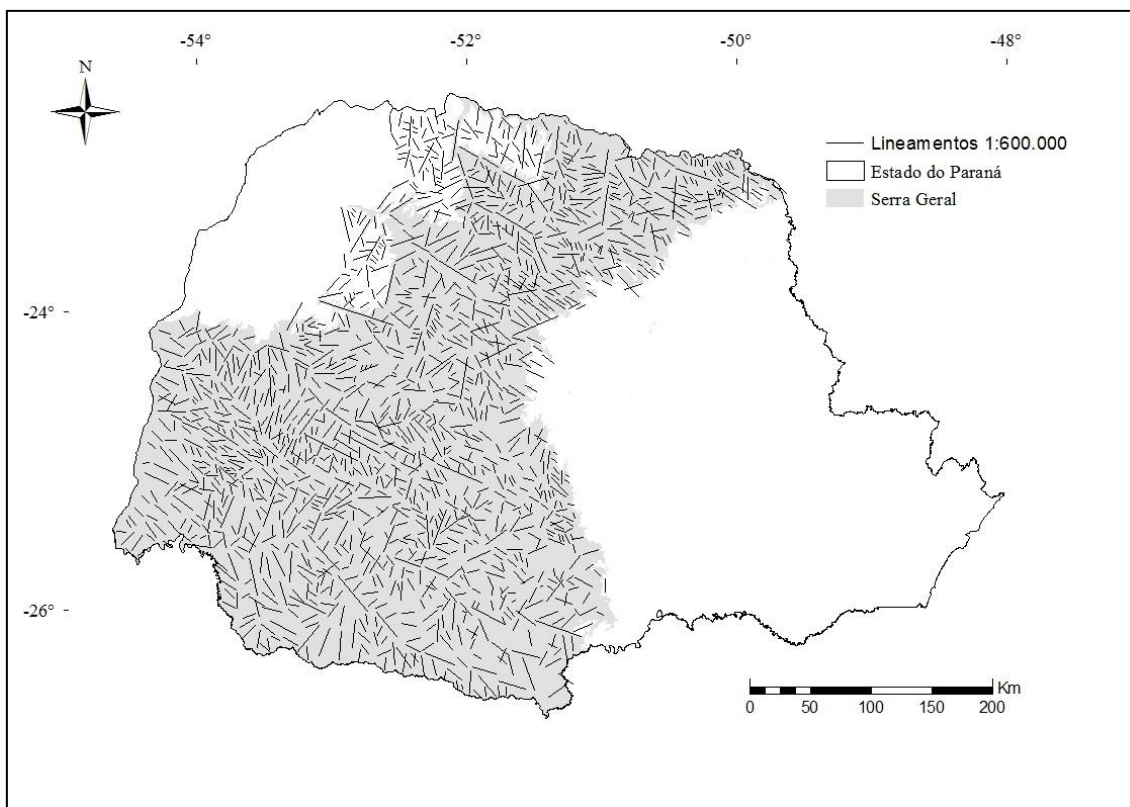 -54° -52° -50° -48°
N
Lineamentos 1:600.000
Estado do Paraná
Serra Geral
-24°
-26°
Km
0 50 100 150 200